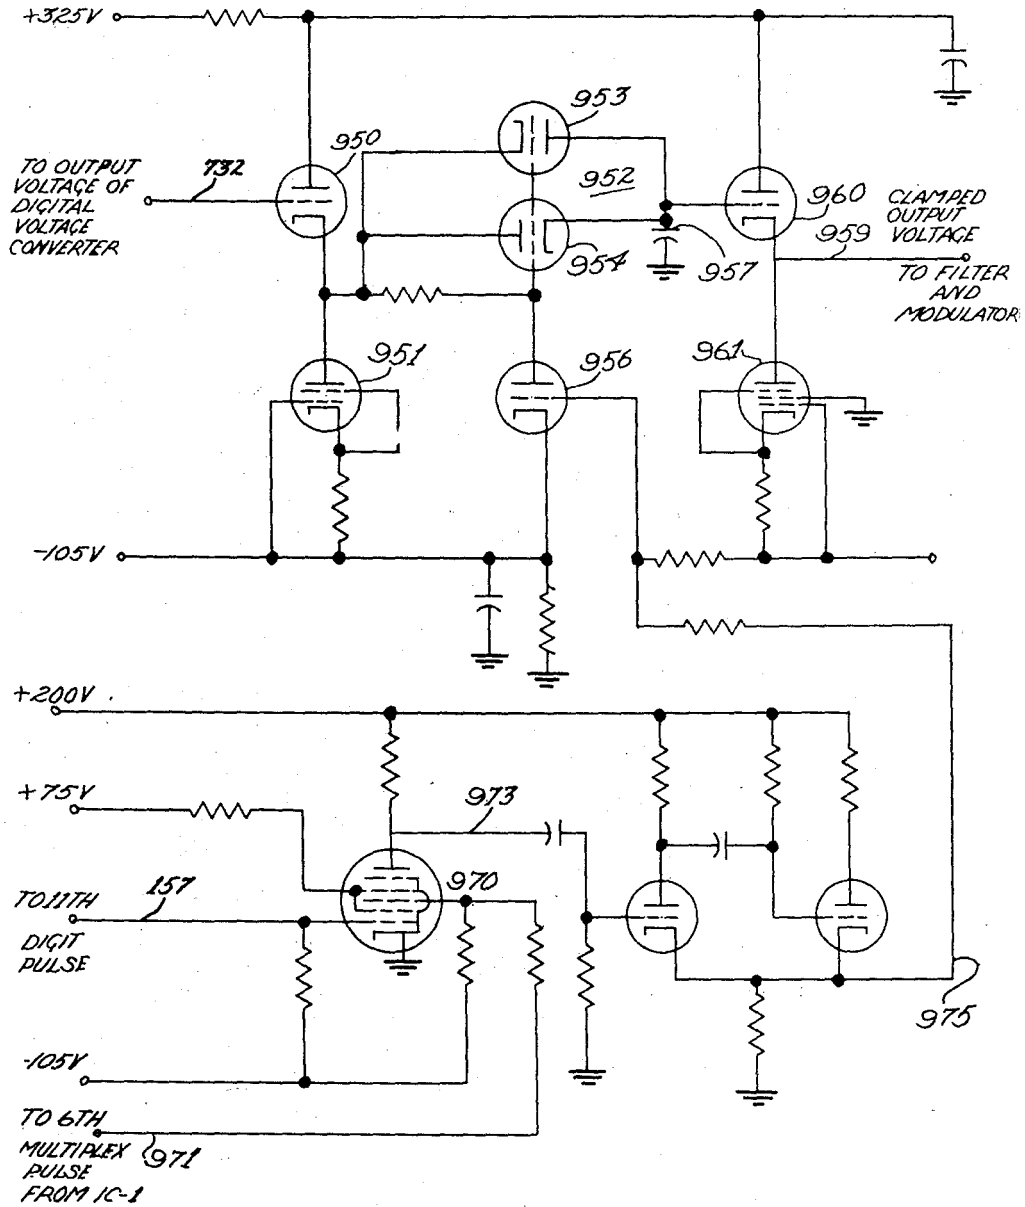 +325V
953
950
TO OUTPUT
VOLTAGE OF
DIGITAL
VOLTAGE
CONVERTER
732
952
960
CLAMPED
OUTPUT
VOLTAGE
959
954
957
TO FILTER
AND
MODULATOR
951
956
961
-105V
+200V
+75V
973
970
TO 11TH
DIGIT
PULSE
157
975
-105V
TO 6TH
MULTIPLEX
PULSE
FROM IC-1
971